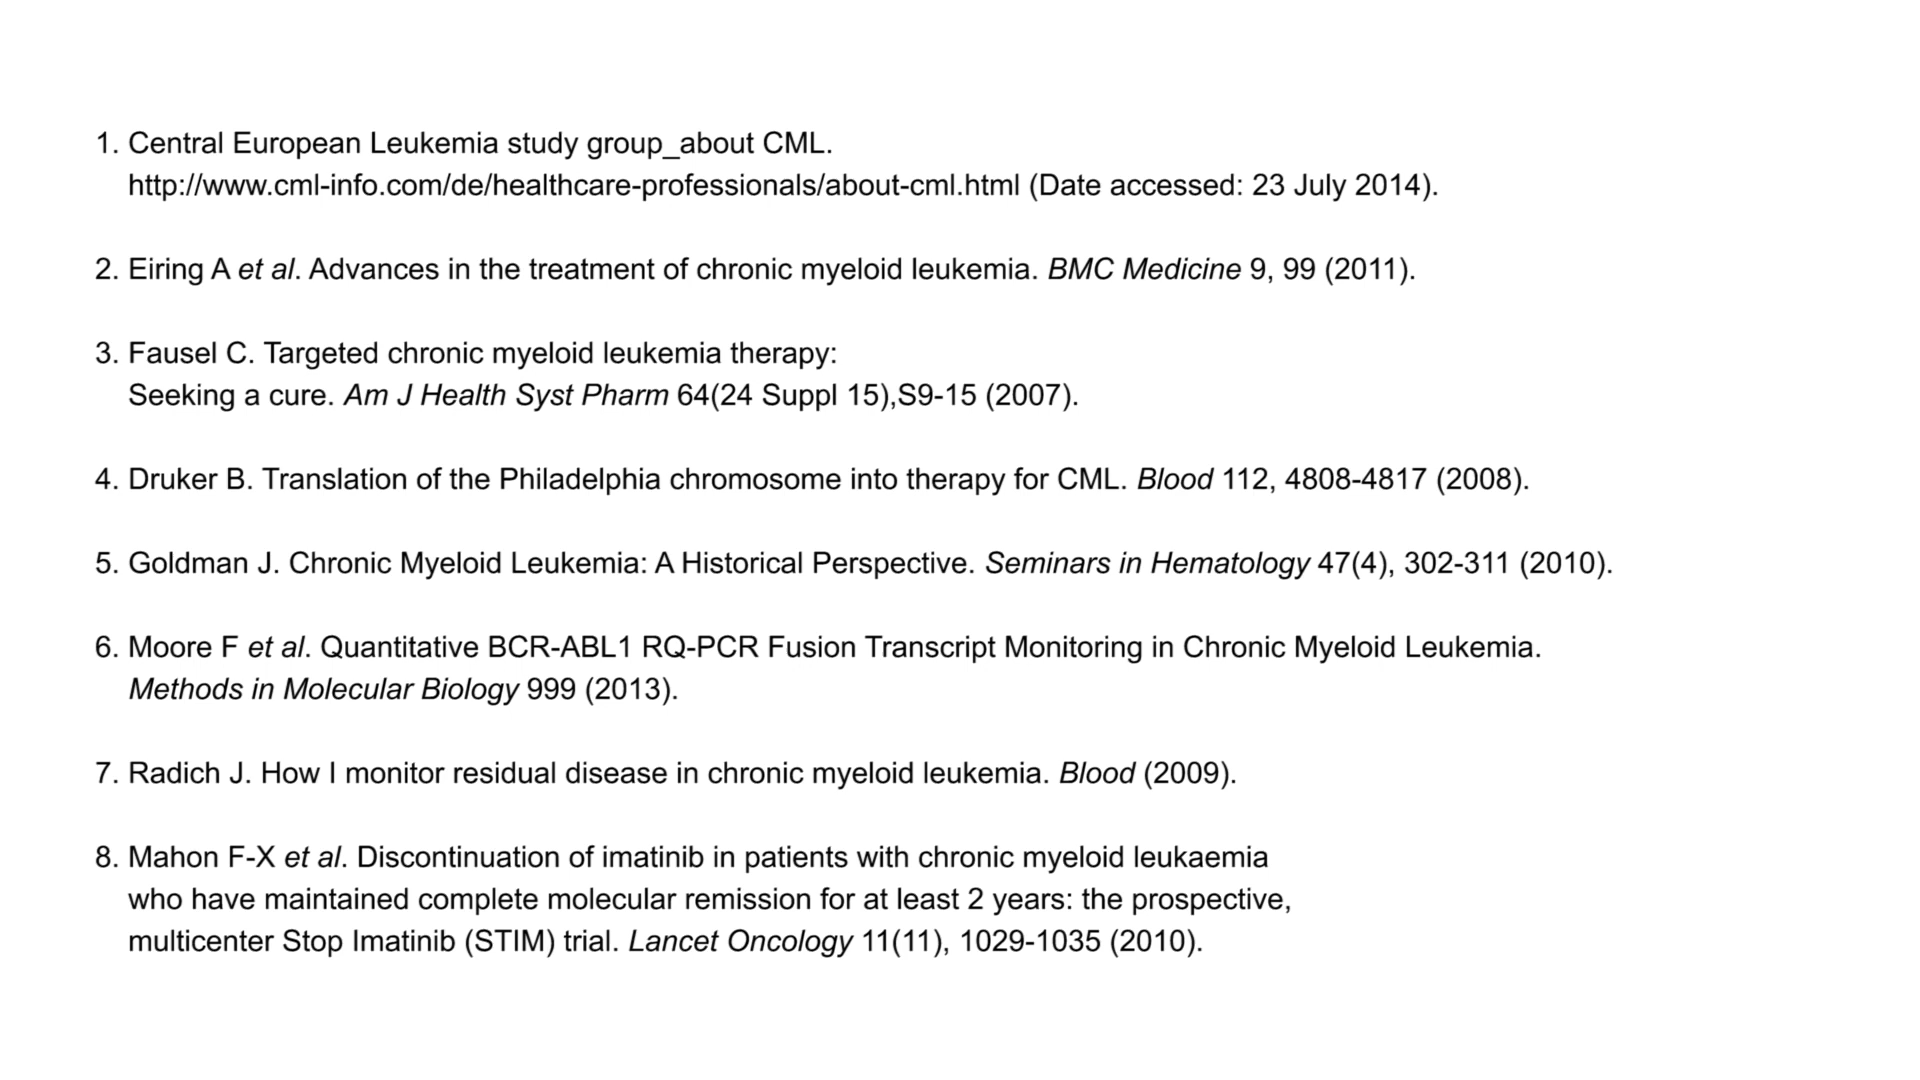 1. Central European Leukemia study group_about CML.
http://www.cml-info.com/de/healthcare-professionals/about-cml.html (Date accessed: 23 July 2014).
2. Eiring A et al. Advances in the treatment of chronic myeloid leukemia. BMC Medicine 9, 99 (2011).
3. Fausel C. Targeted chronic myeloid leukemia therapy:
Seeking a cure. Am J Health Syst Pharm 64(24 Suppl 15),S9-15 (2007).
4. Druker B. Translation of the Philadelphia chromosome into therapy for CML. Blood 112, 4808-4817 (2008).
5. Goldman J. Chronic Myeloid Leukemia: A Historical Perspective. Seminars in Hematology 47(4), 302-311 (2010).
6. Moore F et al. Quantitative BCR-ABL1 RQ-PCR Fusion Transcript Monitoring in Chronic Myeloid Leukemia.
Methods in Molecular Biology 999 (2013).
7. Radich J. How I monitor residual disease in chronic myeloid leukemia. Blood (2009).
8. Mahon F-X et al. Discontinuation of imatinib in patients with chronic myeloid leukaemia
who have maintained complete molecular remission for at least 2 years: the prospective,
multicenter Stop Imatinib (STIM) trial. Lancet Oncology 11(11), 1029-1035 (2010).